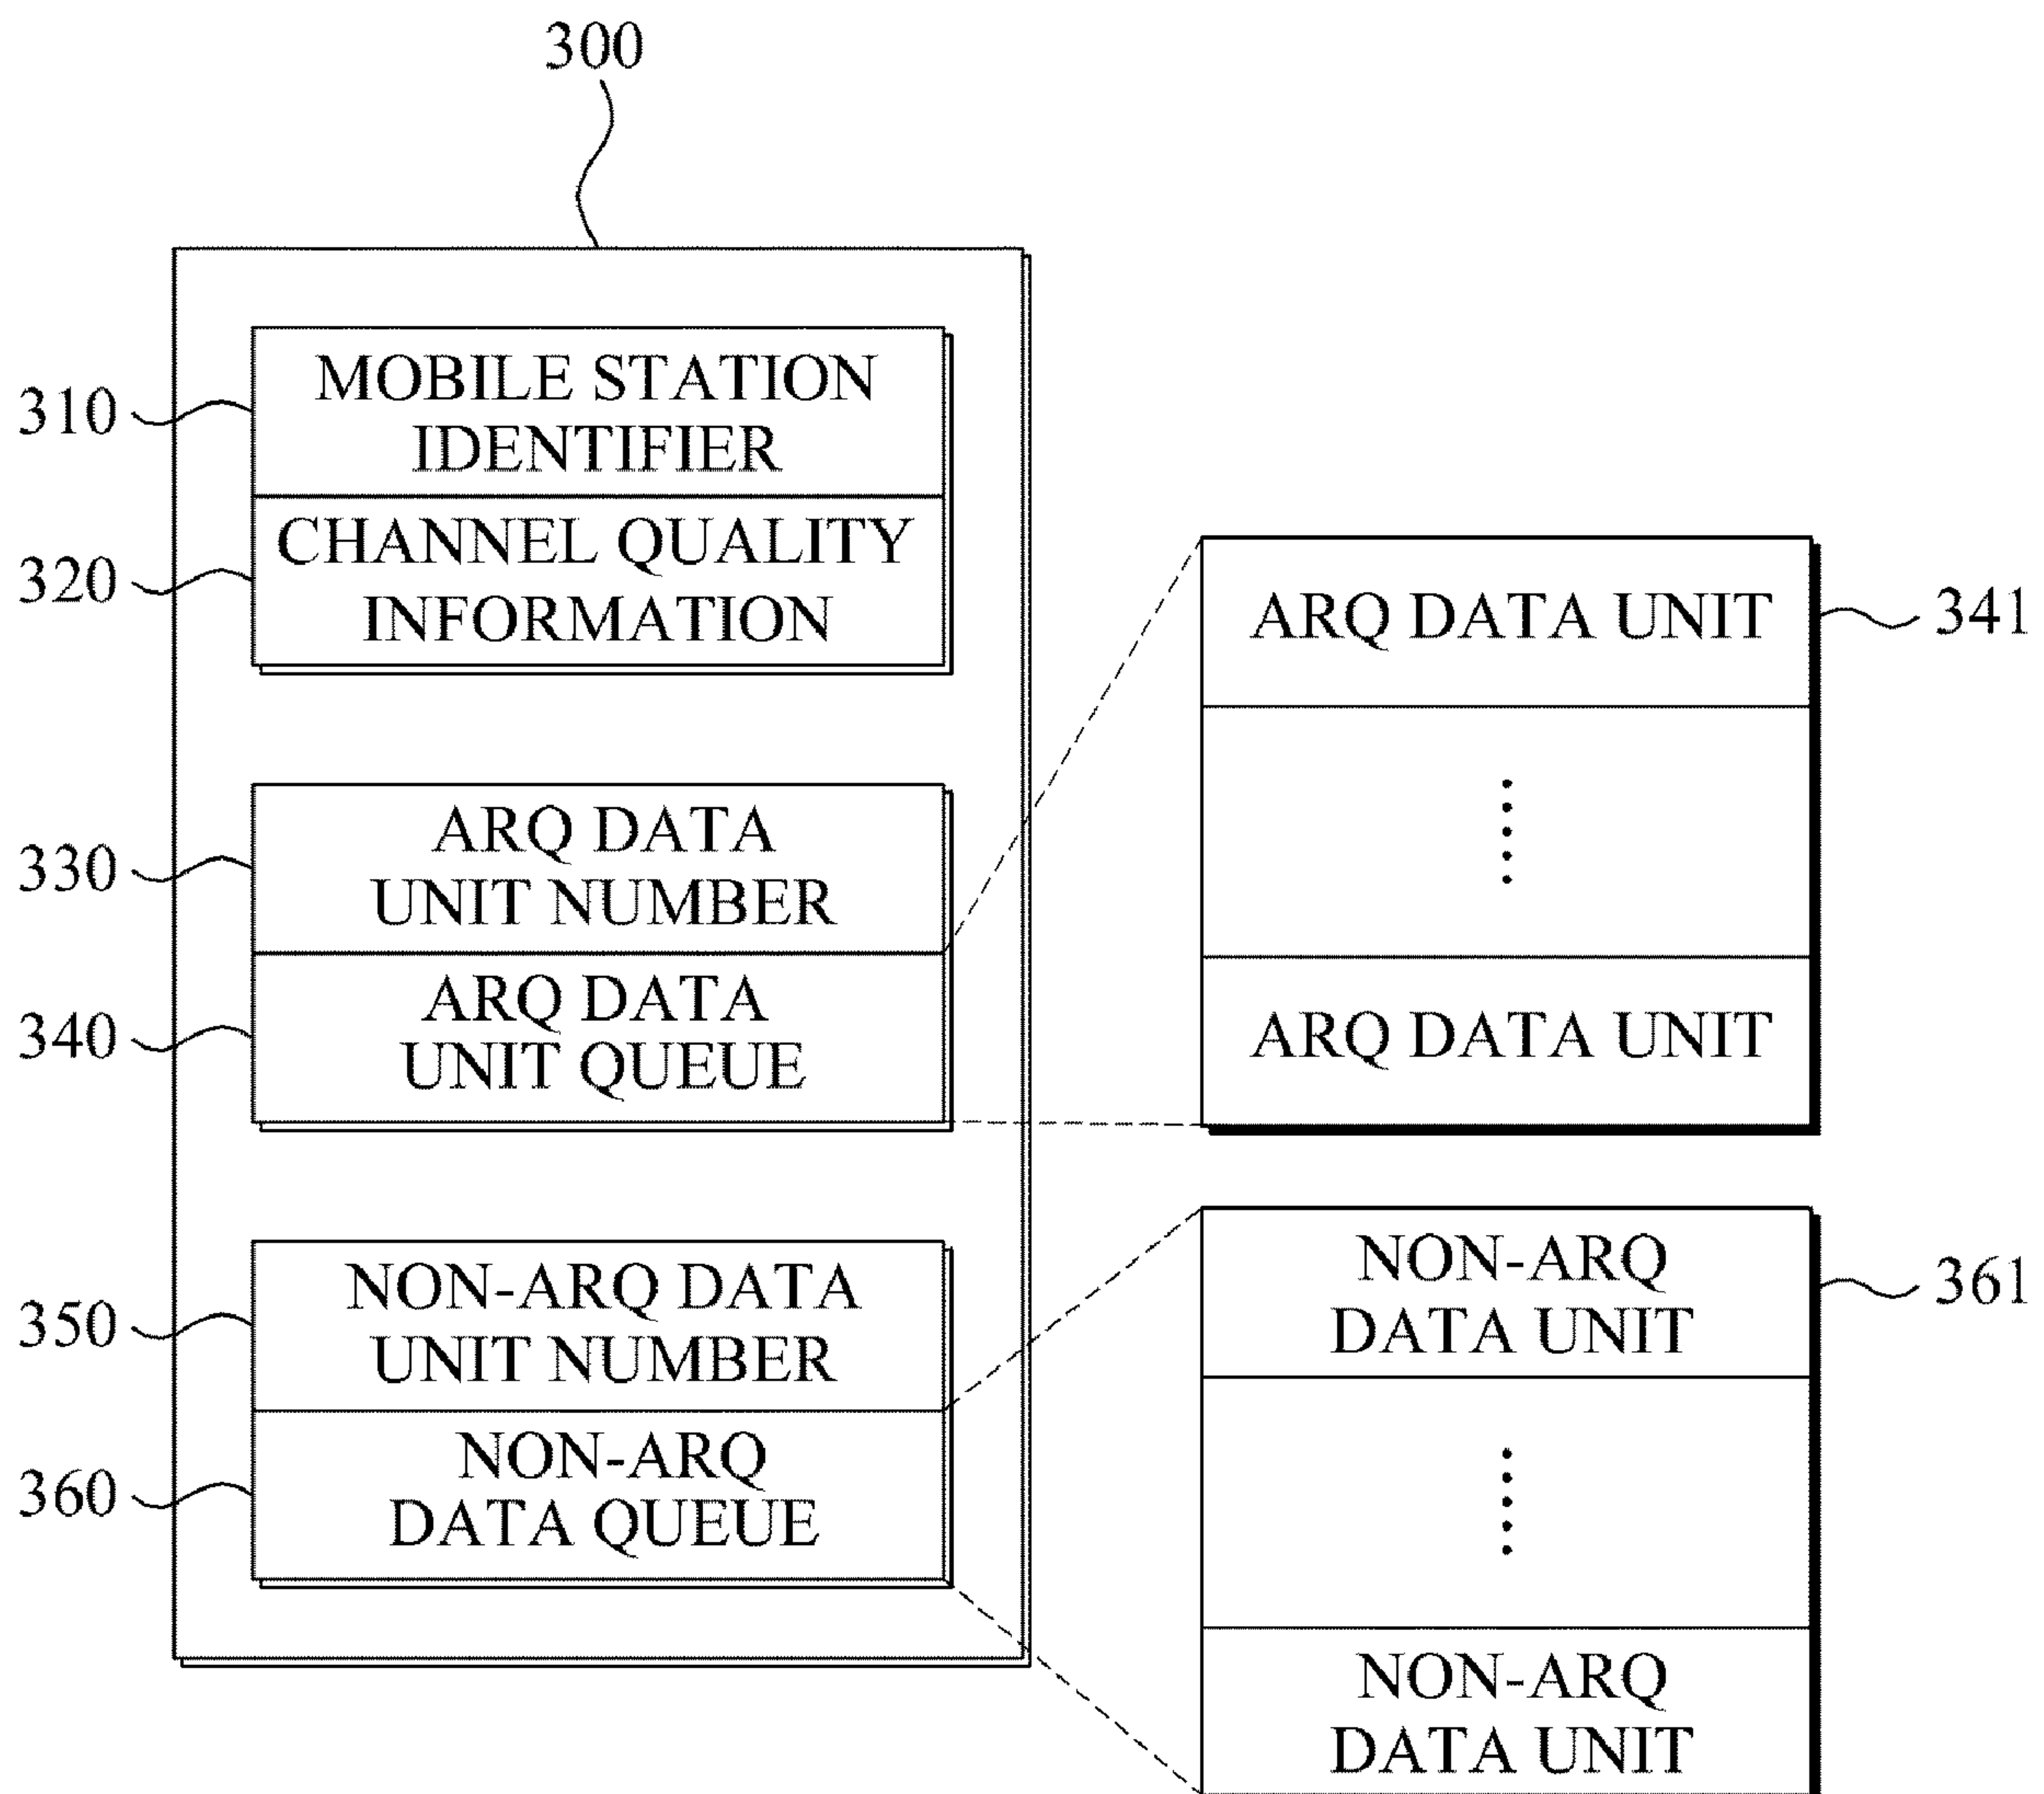 300
310
MOBILE STATION
IDENTIFIER
320
CHANNEL QUALITY
INFORMATION
330
ARQ DATA
UNIT NUMBER
340
ARQ DATA
UNIT QUEUE
350
NON-ARQ DATA
UNIT NUMBER
360
NON-ARQ
DATA QUEUE
ARQ DATA UNIT
341
ARQ DATA UNIT
NON-ARQ
DATA UNIT
361
NON-ARQ
DATA UNIT